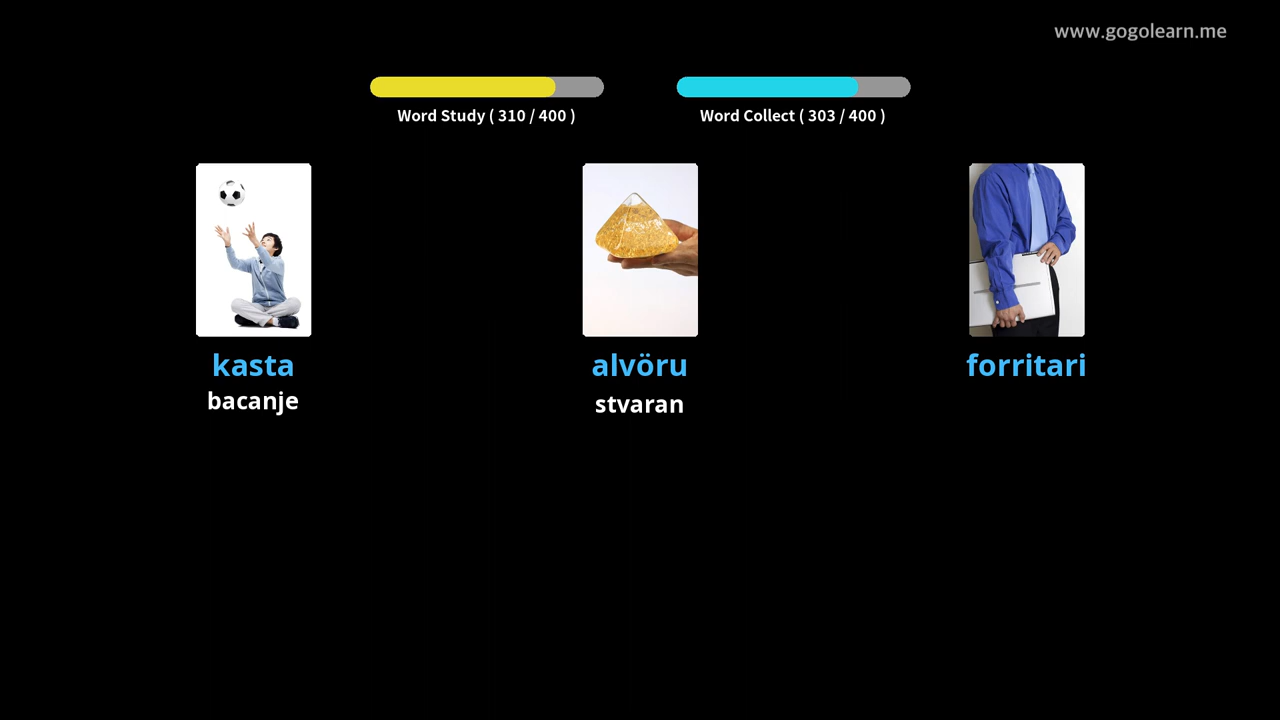 www.gogolearn.me
Word Study ( 310 / 400 )
Word Collect ( 303 / 400 )
kasta
alvöru
forritari
bacanje
stvaran